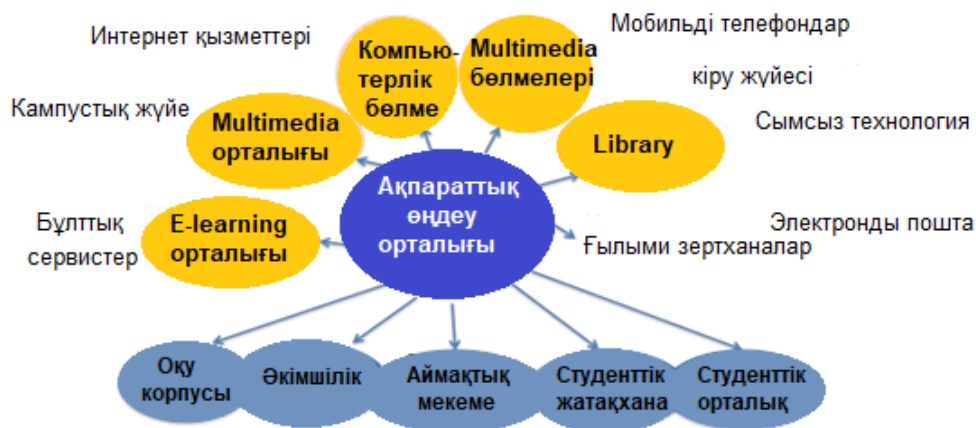 Интернет қызметтері
Мобильді телефондар
Компью-
терлік
бөлме
Multimedia
бөлмелері
кіру жүйесі
Кампустық жүйе
Multimedia
орталығы
Library
Сымсыз технология
Ақпараттық
өңдеу
орталығы
Бұлттық
сервистер
E-learning
орталығы
Ғылыми зертханалар
Электронды пошта
Оқу
корпусы
Әкімшілік
Аймақтық
мекеме
Студенттік
жатақхана
Студенттік
орталық